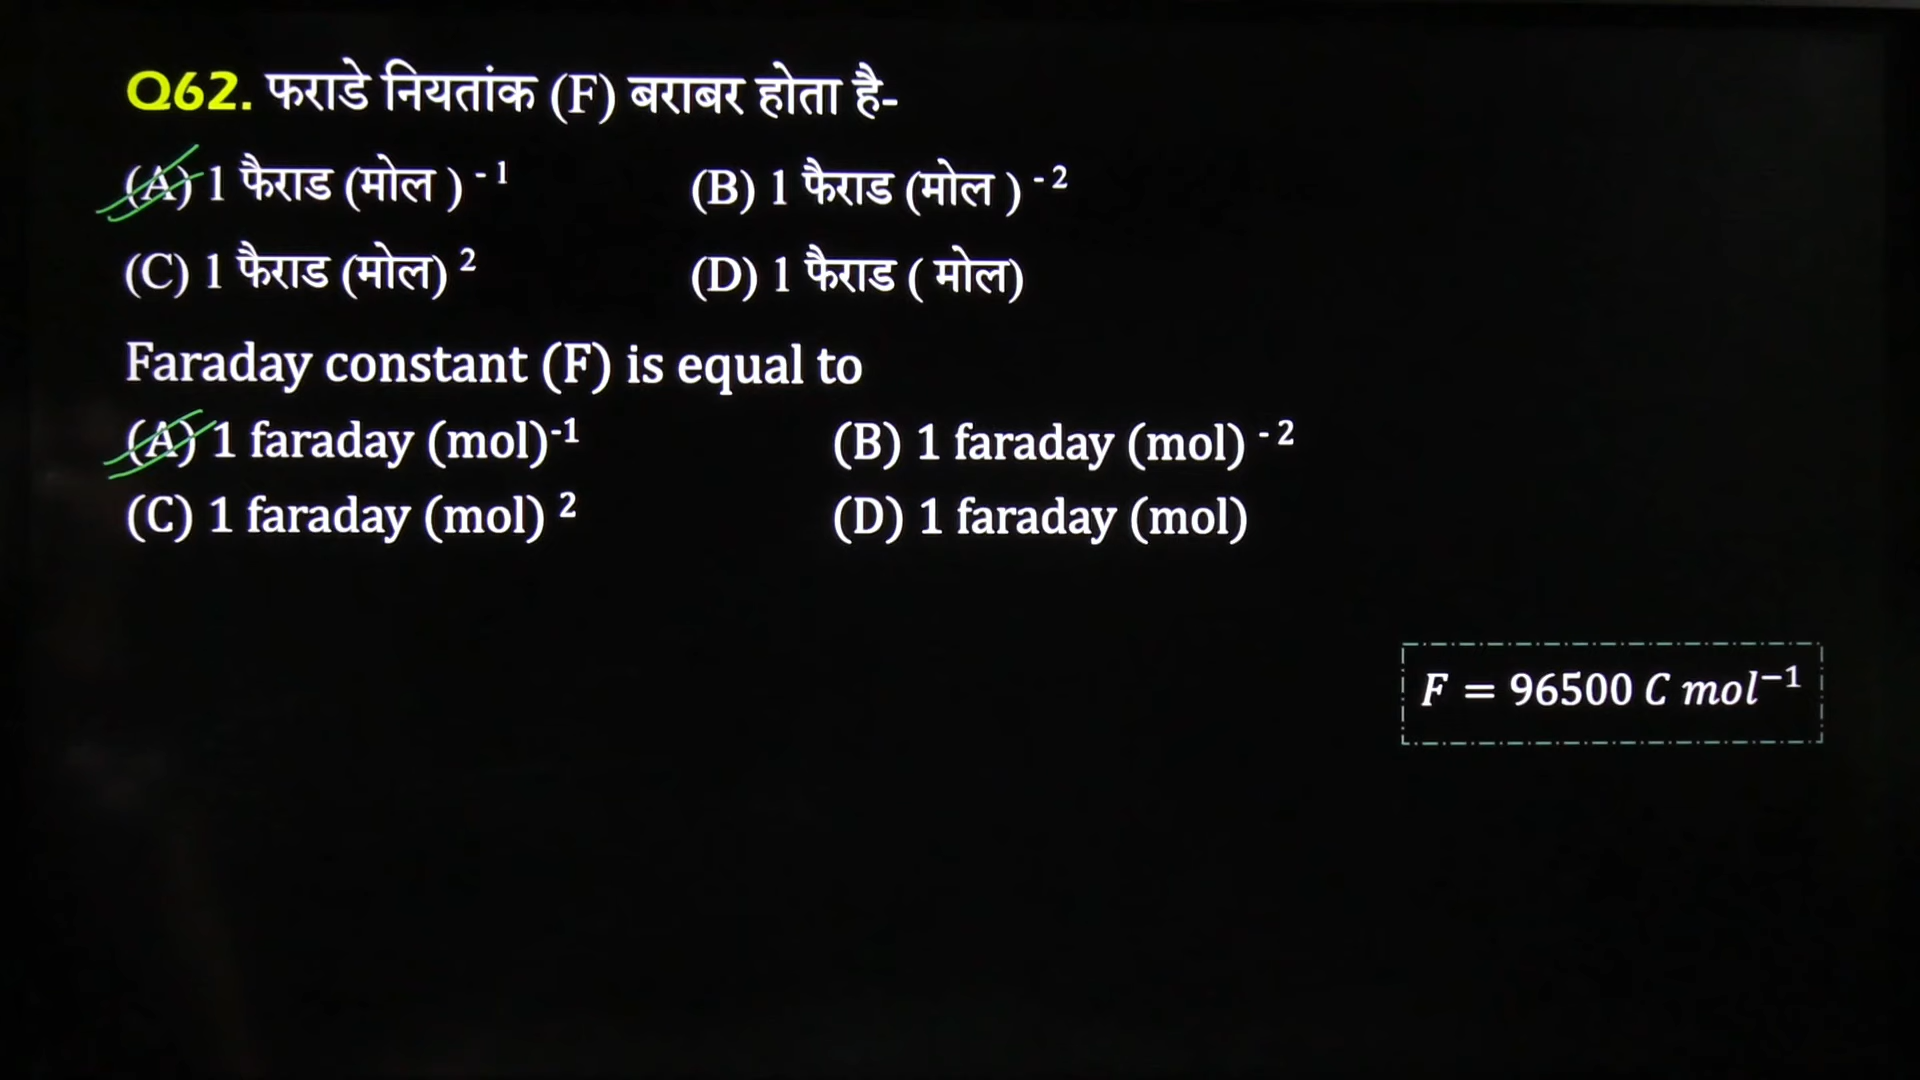 Q62. फराडे नियतांक (F) बराबर होता है-
(A) 1 फैराड (मोल ) - 1 (B) 1 फैराड (मोल ) - 2
(C) 1 फैराड (मोल) 2 (D) 1 फैराड ( मोल)
Faraday constant (F) is equal to
(A) 1 faraday (mol)-1 (B) 1 faraday (mol) - 2
(C) 1 faraday (mol) 2 (D) 1 faraday (mol)
F = 96500 C mol−1